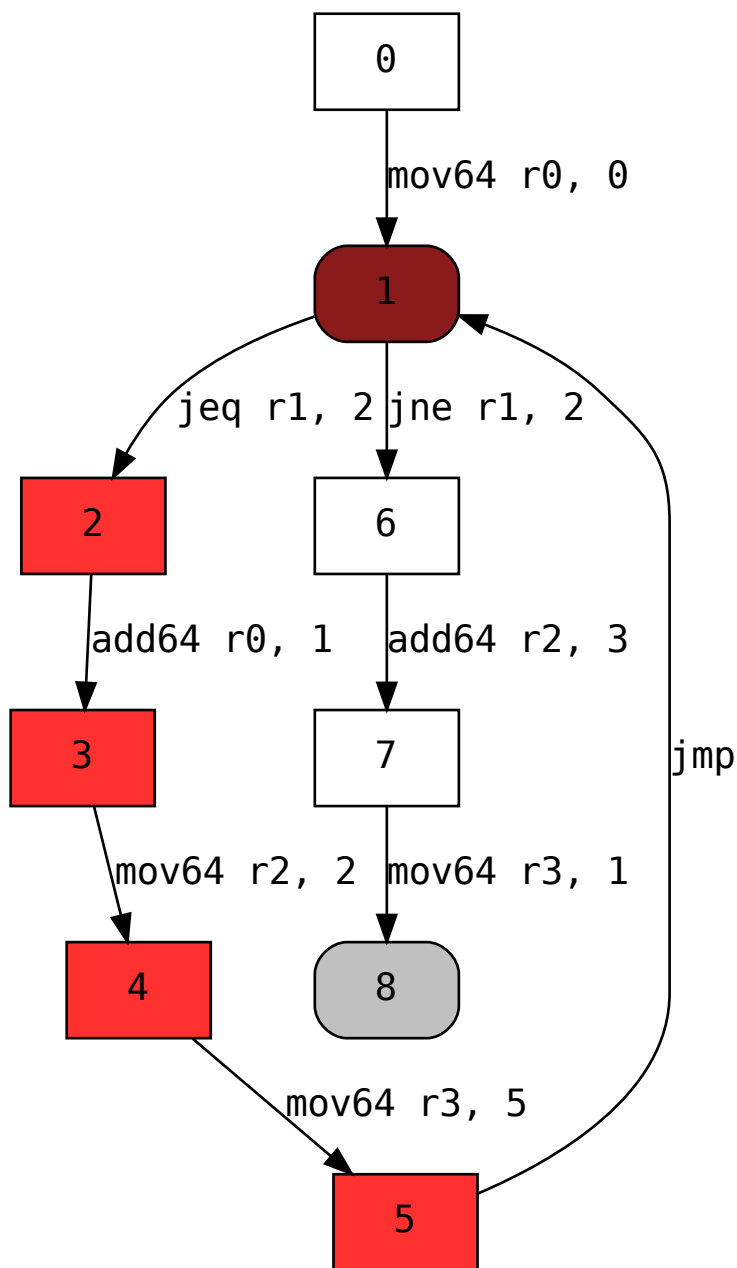 0
mov64 r0, 0
1
jeq r1, 2
jne r1, 2
2
6
add64 r0, 1
add64 r2, 3
3
7
jmp
mov64 r2, 2
mov64 r3, 1
4
8
mov64 r3, 5
5